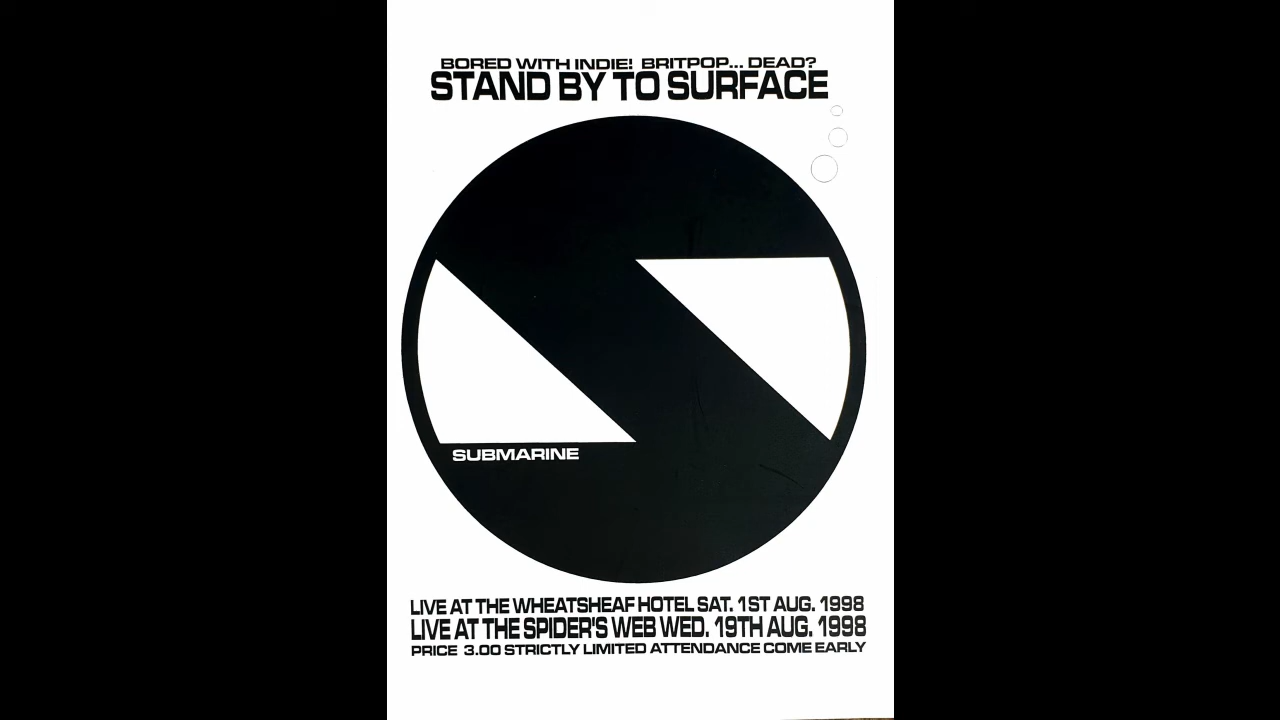 BORED WITH INDIE! BRITPOP... DEAD?
STAND BY TO SURFACE
SUBMARINE
LIVE AT THE WHEATSHEAF HOTEL SAT. 1ST AUG. 1998
LIVE AT THE SPIDER'S WEB WED. 19TH AUG. 1998
PRICE 3.00 STRICTLY LIMITED ATTENDANCE COME EARLY